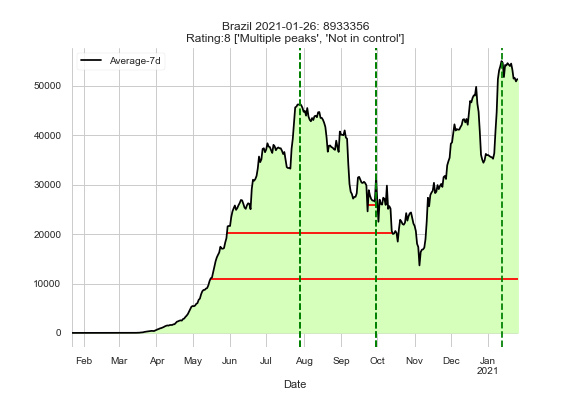 Brazil 2021-01-26: 8933356
Rating:8 ['Multiple peaks', 'Not in control']
Average-7d
50000
40000
30000
20000
10000
0
Feb Mar Apr May Jun Jul Aug Sep Oct Nov Dec Jan
2021
Date